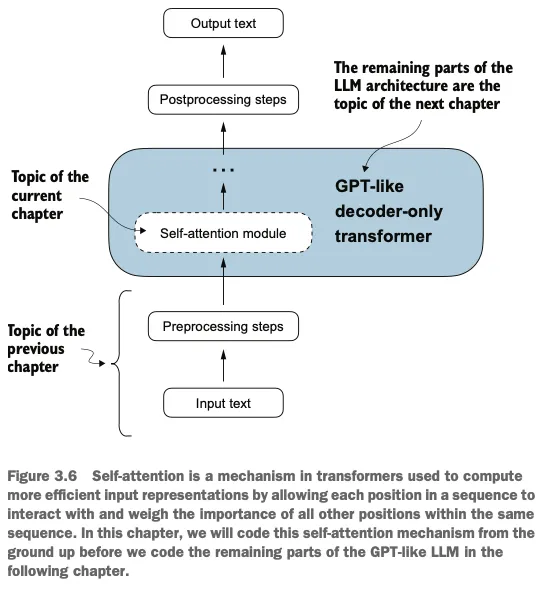 Output text
The remaining parts of the
LLM architecture are the
topic of the next chapter
Postprocessing steps
...
Topic of the
current
chapter
GPT-like
decoder-only
transformer
Self-attention module
Topic of the
previous
chapter
Preprocessing steps
Input text
Figure 3.6 Self-attention is a mechanism in transformers used to compute
more efficient input representations by allowing each position in a sequence to
interact with and weigh the importance of all other positions within the same
sequence. In this chapter, we will code this self-attention mechanism from the
ground up before we code the remaining parts of the GPT-like LLM in the
following chapter.